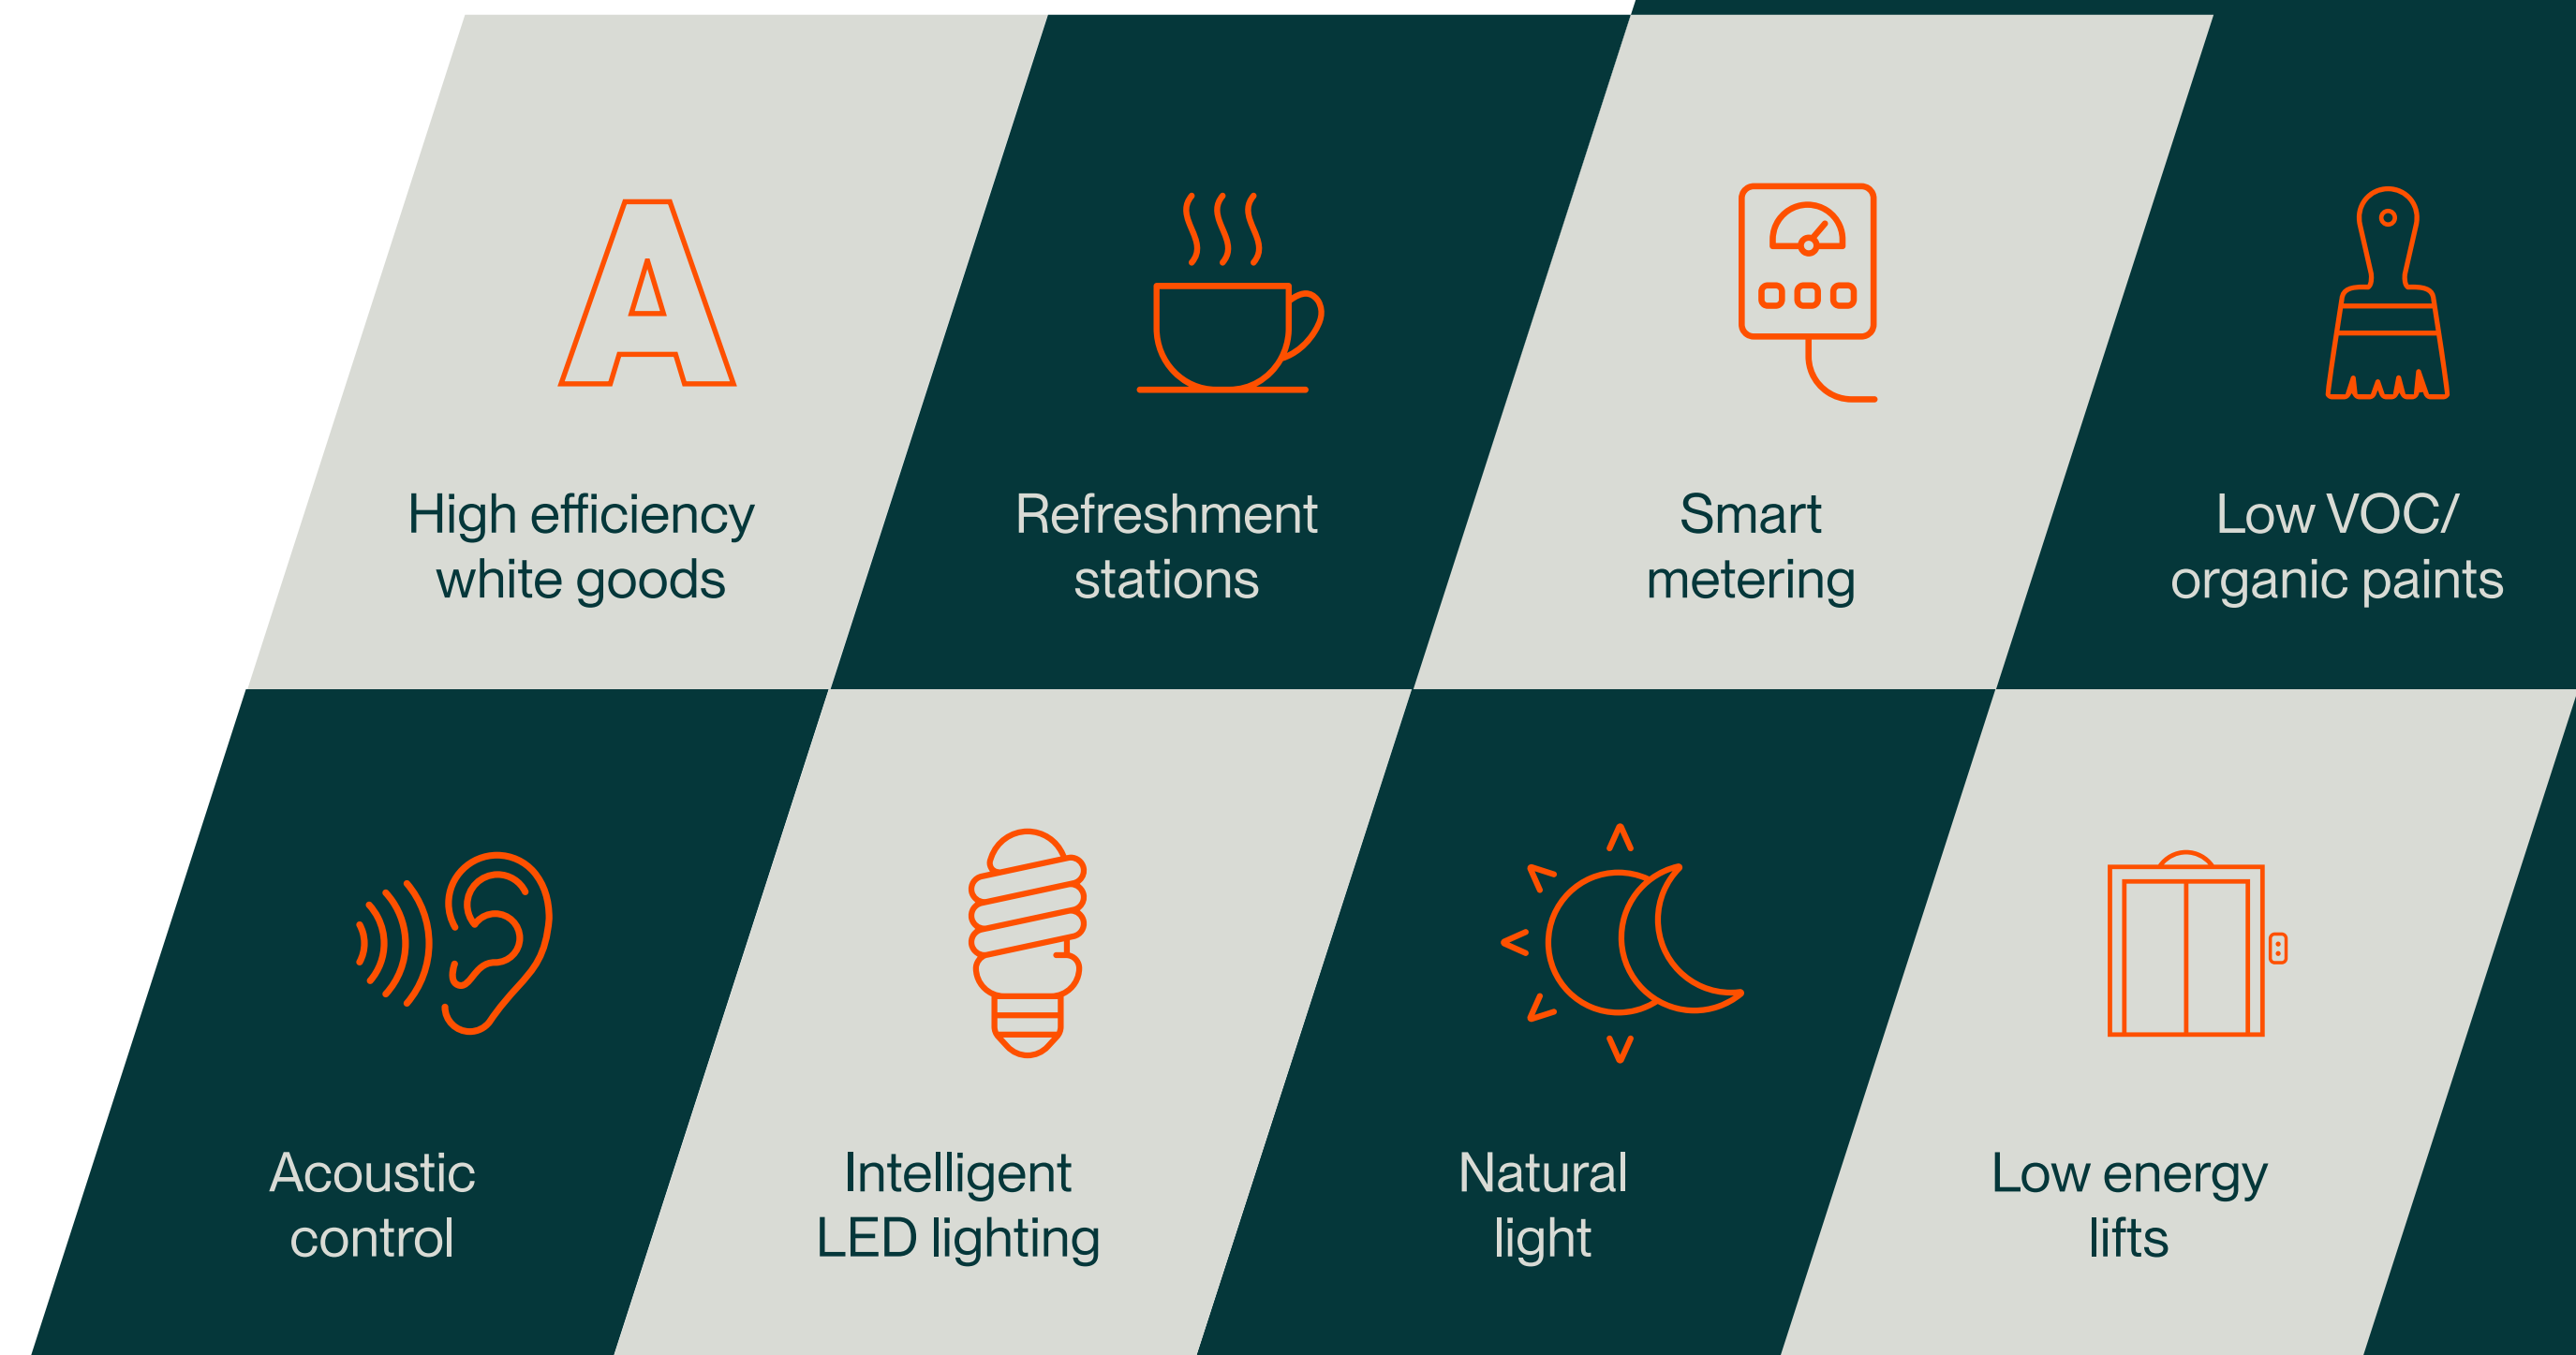 A
High efficiency
white goods
Refreshment
stations
Smart
metering
Low VOC/
organic paints
Acoustic
control
Intelligent
LED lighting
Natural
light
Low energy
lifts